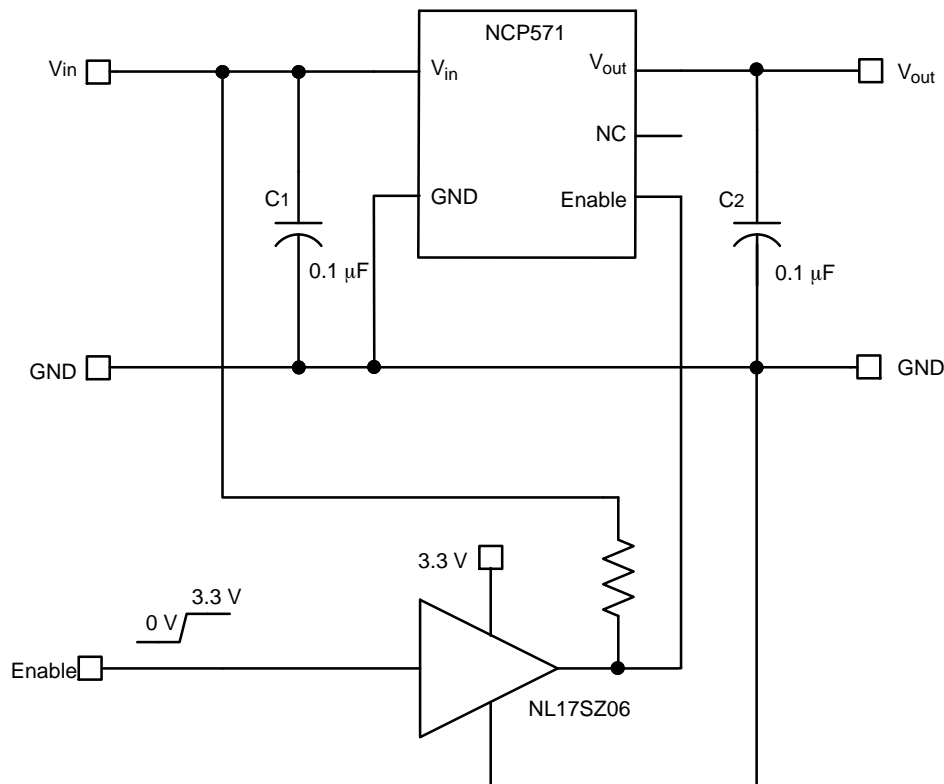 NCP571
Vin
Vin
Vout
Vout
NC
C1
GND
Enable
C2
0.1 μF
0.1 μF
GND
GND
3.3 V
3.3 V
0 V
Enable
NL17SZ06